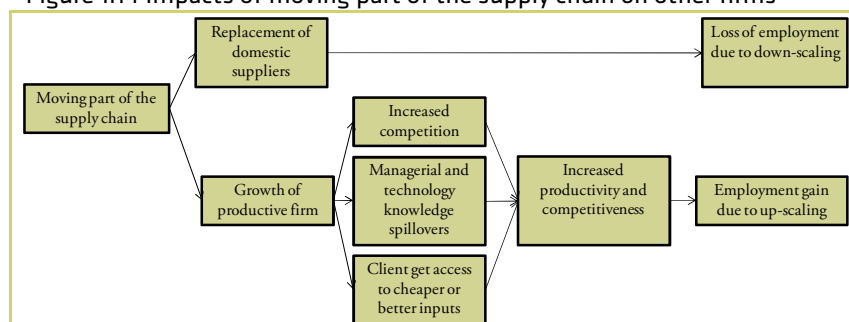 Figure 4.1 : Impacts of moving part of the supply chain on other firms
Replacement of
domestic
suppliers
Loss of employment
due to down-scaling
Moving part of the
supply chain
Increased
competition
Growth of
productive firm
Managerial and
technology
knowledge
spillovers
Increased
productivity and
competitiveness
Employment gain
due to up-scaling
Client get access
to cheaper or
better inputs